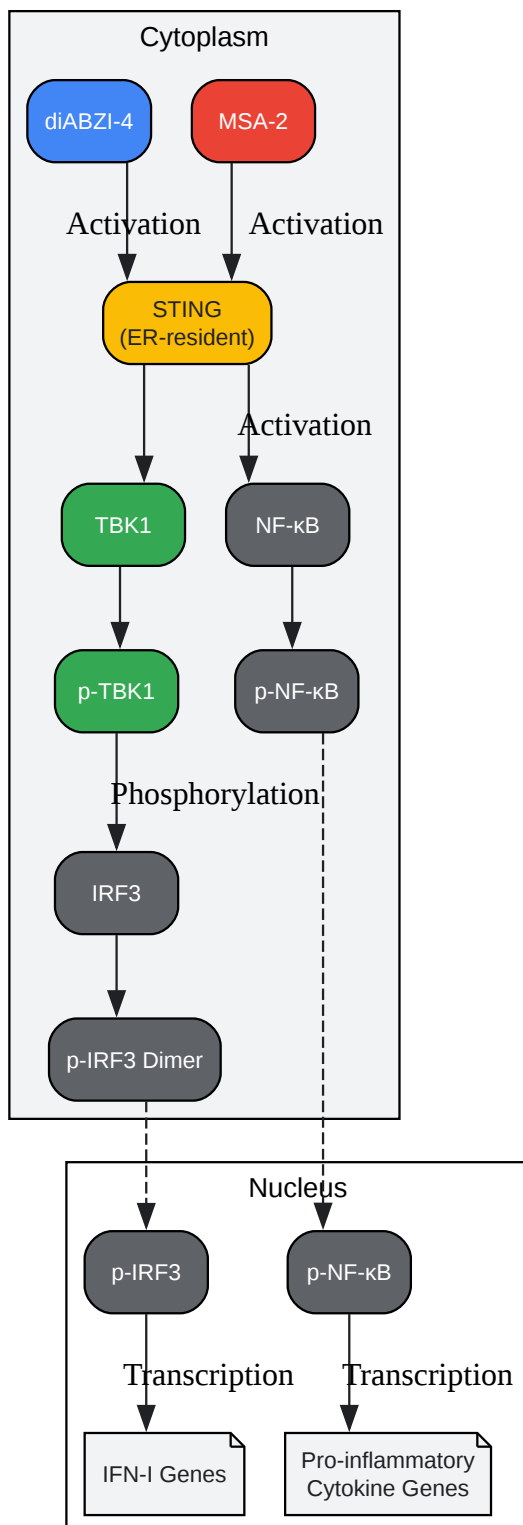 Cytoplasm
diABZI-4
MSA-2
Activation
Activation
STING
(ER-resident)
Activation
TBK1
NF-κB
p-TBK1
p-NF-κB
Phosphorylation
IRF3
p-IRF3 Dimer
Nucleus
p-IRF3
p-NF-κB
Transcription
Transcription
IFN-I Genes
Pro-inflammatory
Cytokine Genes